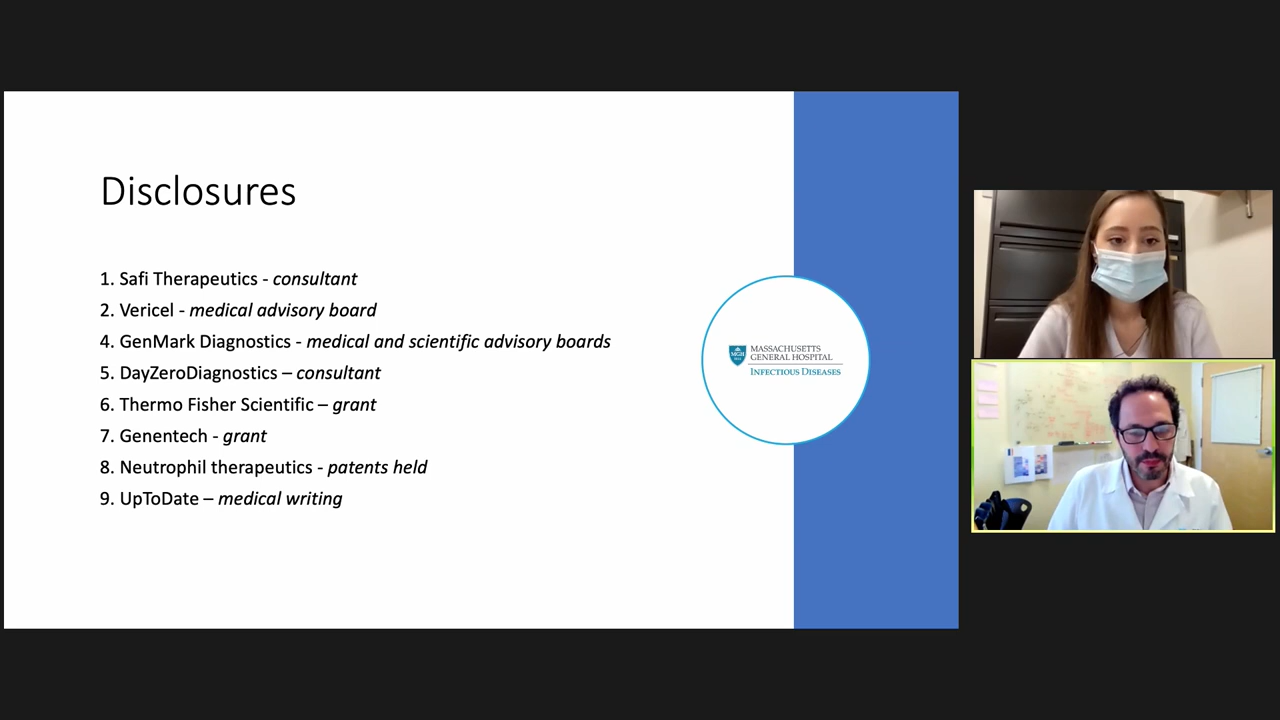 Disclosures
1. Safi Therapeutics - consultant
2. Vericel - medical advisory board
4. GenMark Diagnostics - medical and scientific advisory boards
5. DayZeroDiagnostics – consultant
6. Thermo Fisher Scientific – grant
7. Genentech - grant
8. Neutrophil therapeutics - patents held
9. UpToDate – medical writing
MGH
MASSACHUSETTS
GENERAL HOSPITAL
INFECTIOUS DISEASES